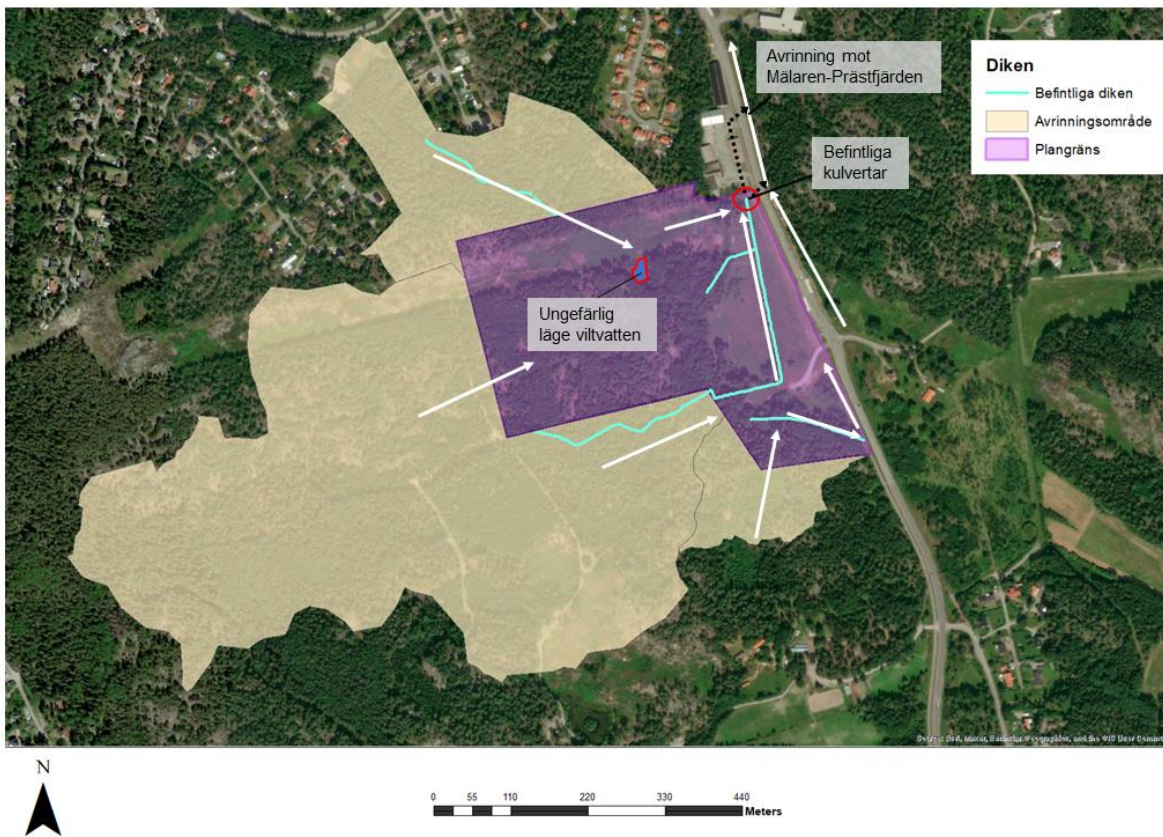 Avrinning mot
Mälaren-Prästfjärden
Befintliga
kulvertar
Ungefärlig
läge viltvatten
Diken
Befintliga diken
Avrinningsområde
Plangräns
N
0 55 110 220 330 440
Meters